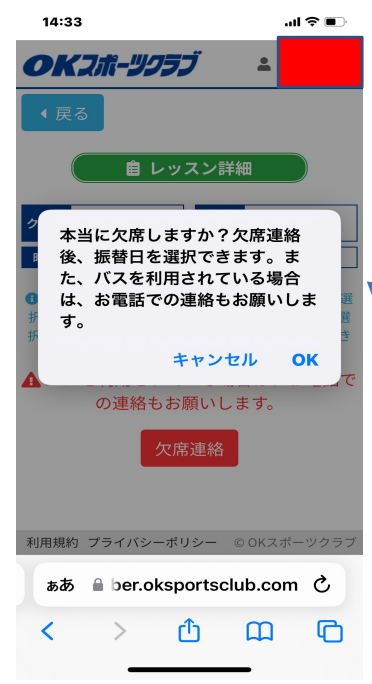 14:33
OKスポーツクラブ
戻る
レッスン詳細
ク
本当に欠席しますか？欠席連絡
後、振替日を選択できます。ま
た、バスを利用されている場合
は、お電話での連絡もお願いしま
す。
キャンセル OK
の連絡もお願いします。
欠席連絡
利用規約 プライバシーポリシー © OKスポーツクラブ
ぁあ ber.oksportsclub.com